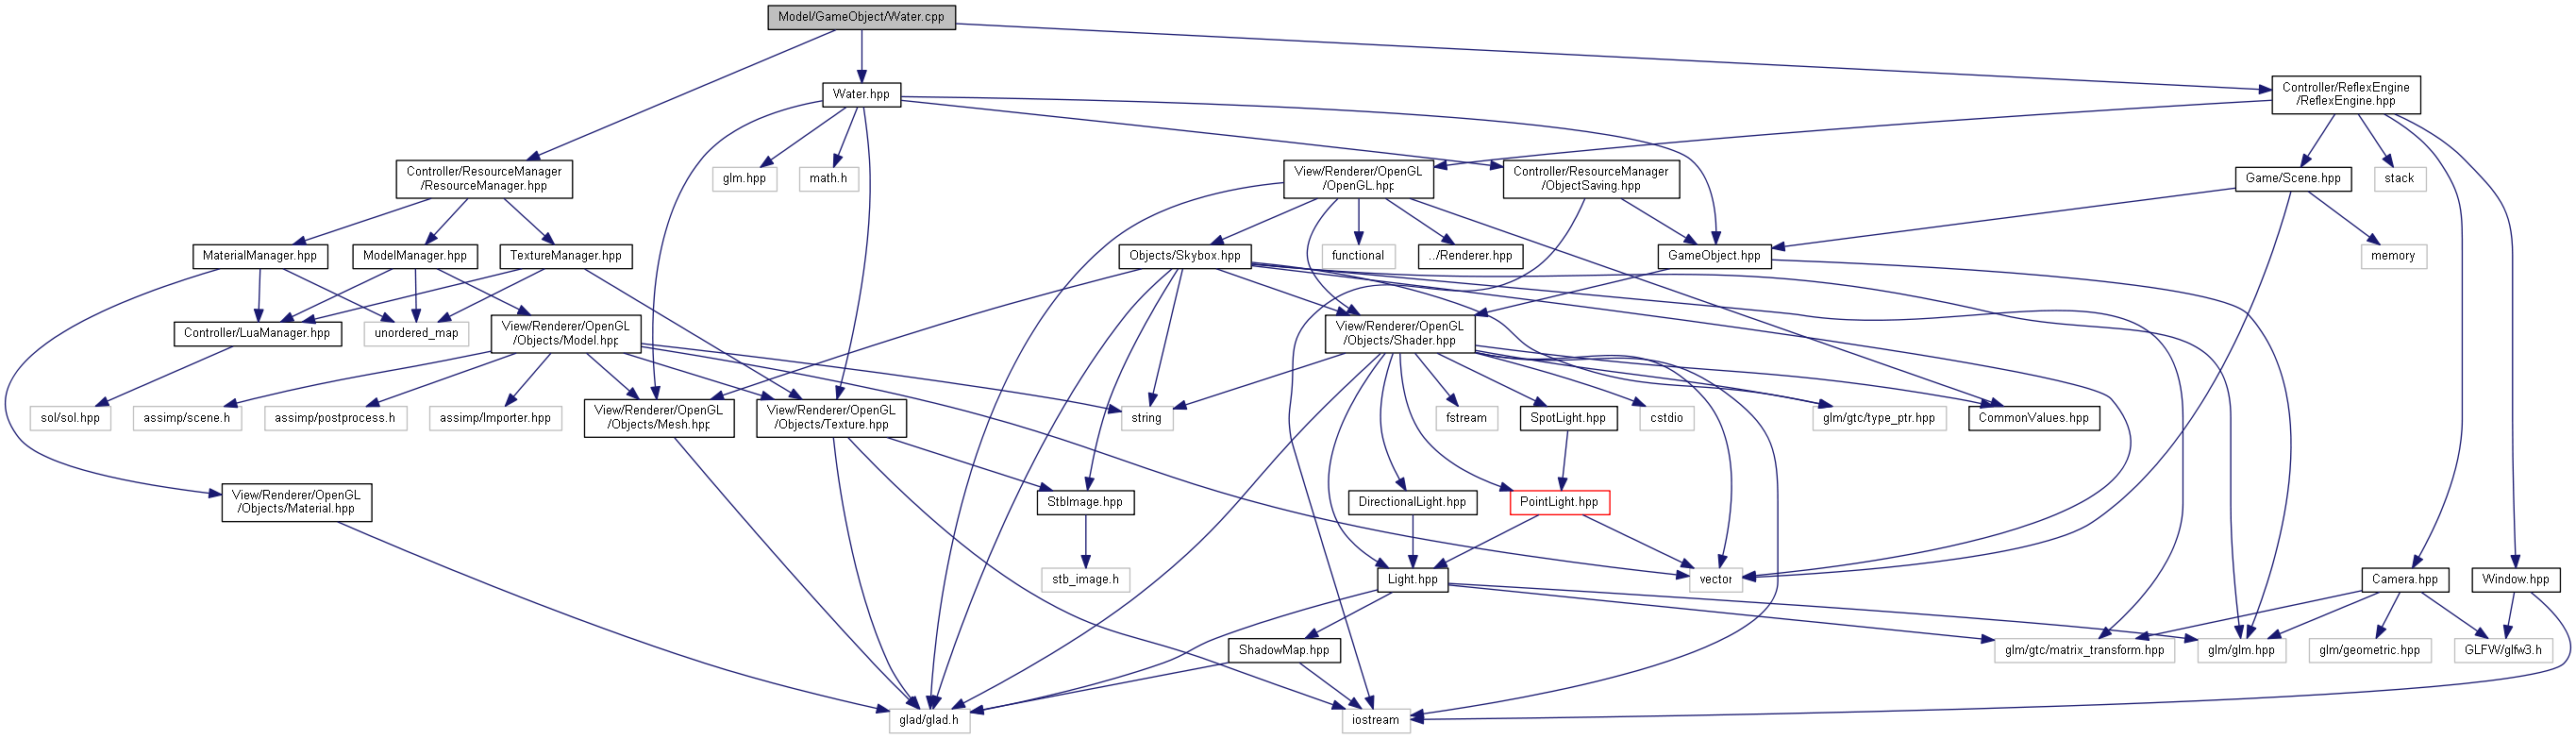 Model/GameObject/Water.cpp
Water.hpp
Controller/ReflexEngine
/ReflexEngine.hpp
Controller/ResourceManager
/ResourceManager.hpp
glm.hpp
math.h
View/Renderer/OpenGL
/OpenGL.hpp
Controller/ResourceManager
/ObjectSaving.hpp
Game/Scene.hpp
stack
MaterialManager.hpp
ModelManager.hpp
TextureManager.hpp
Objects/Skybox.hpp
functional
../Renderer.hpp
GameObject.hpp
memory
Controller/LuaManager.hpp
unordered_map
View/Renderer/OpenGL
/Objects/Model.hpp
View/Renderer/OpenGL
/Objects/Shader.hpp
sol/sol.hpp
assimp/scene.h
assimp/postprocess.h
assimp/Importer.hpp
View/Renderer/OpenGL
/Objects/Mesh.hpp
View/Renderer/OpenGL
/Objects/Texture.hpp
string
fstream
SpotLight.hpp
cstdio
glm/gtc/type_ptr.hpp
CommonValues.hpp
View/Renderer/OpenGL
/Objects/Material.hpp
StbImage.hpp
DirectionalLight.hpp
PointLight.hpp
stb_image.h
Light.hpp
vector
Camera.hpp
Window.hpp
ShadowMap.hpp
glm/gtc/matrix_transform.hpp
glm/glm.hpp
glm/geometric.hpp
GLFW/glfw3.h
glad/glad.h
iostream